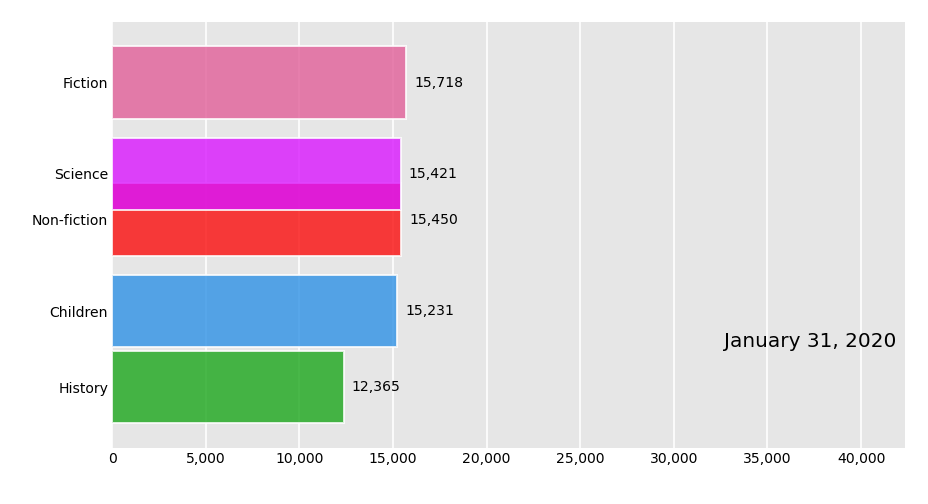 Fiction 15,718
Science 15,421
Non-fiction 15,450
Children 15,231
January 31, 2020
History 12,365
0 5,000 10,000 15,000 20,000 25,000 30,000 35,000 40,000